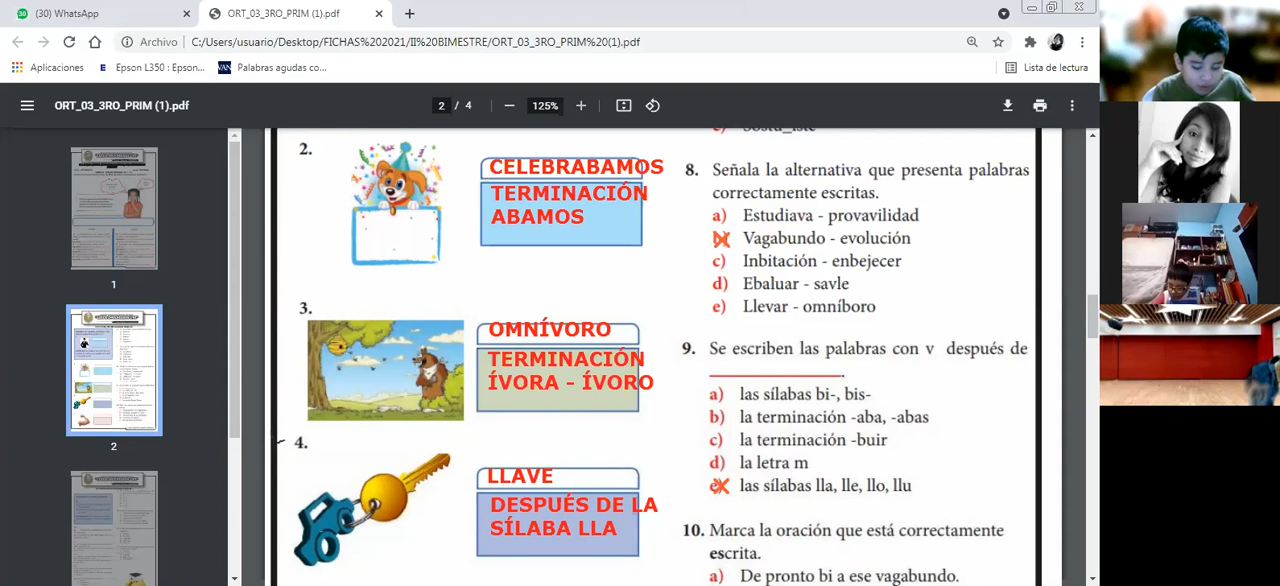 (30) WhatsApp
ORT_03_3RO_PRIM (1).pdf
Archivo
C:/Users/usuario/Desktop/FICHAS%202021/II%20BIMESTRE/ORT_03_3RO_PRIM%20(1).pdf
Aplicaciones
Epson L350 : Epson...
Palabras agudas co...
Lista de lectura
ORT_03_3RO_PRIM (1).pdf
2 / 4
125%
1
2
2.
CELEBRABAMOS
TERMINACIÓN
ABAMOS
3.
OMNÍVORO
TERMINACIÓN
ÍVORA - ÍVORO
4.
LLAVE
DESPUÉS DE LA
SÍLABA LLA
e) Sostu_iste
8. Señala la alternativa que presenta palabras
correctamente escritas.
a) Estudiava - provavilidad
b) Vagabundo - evolución
c) Inbitación - enbejecer
d) Ebaluar - savle
e) Llevar - omníboro
9. Se escriben las palabras con v después de
a) las sílabas bi-, bis-
b) la terminación -aba, -abas
c) la terminación -buir
d) la letra m
e) las sílabas lla, lle, llo, llu
10. Marca la oración que está correctamente
escrita.
a) De pronto bi a ese vagabundo.